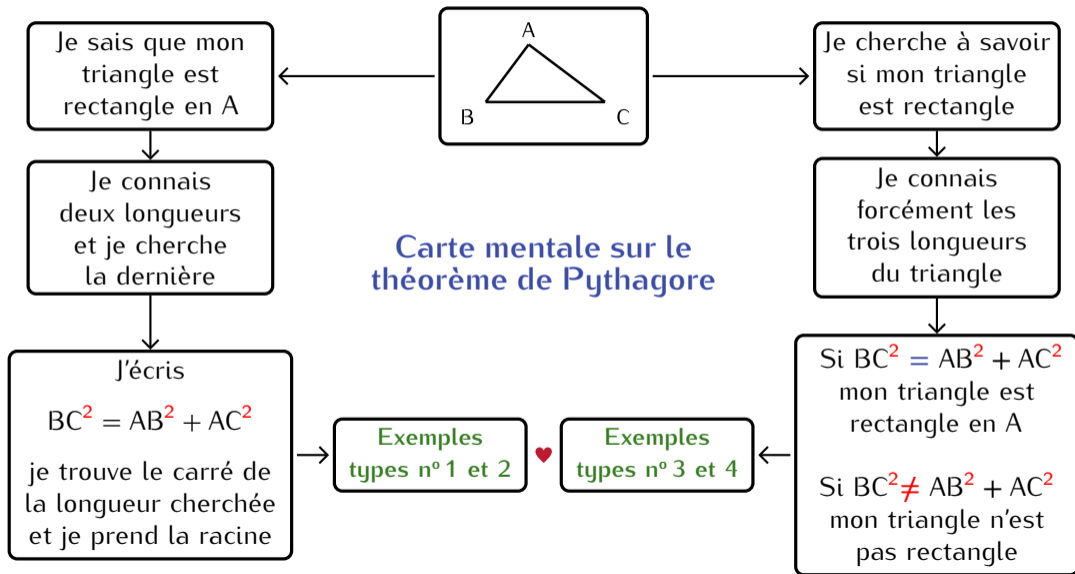 Je sais que mon
triangle est
rectangle en A
A
B
C
Je cherche à savoir
si mon triangle
est rectangle
Je connais
deux longueurs
et je cherche
la dernière
Carte mentale sur le
théorème de Pythagore
Je connais
forcément les
trois longueurs
du triangle
J'écris
BC² = AB² + AC²
je trouve le carré de
la longueur cherchée
et je prend la racine
Exemples
types nº 1 et 2
♥
Exemples
types nº 3 et 4
Si BC² = AB² + AC²
mon triangle est
rectangle en A
Si BC² ≠ AB² + AC²
mon triangle n'est
pas rectangle